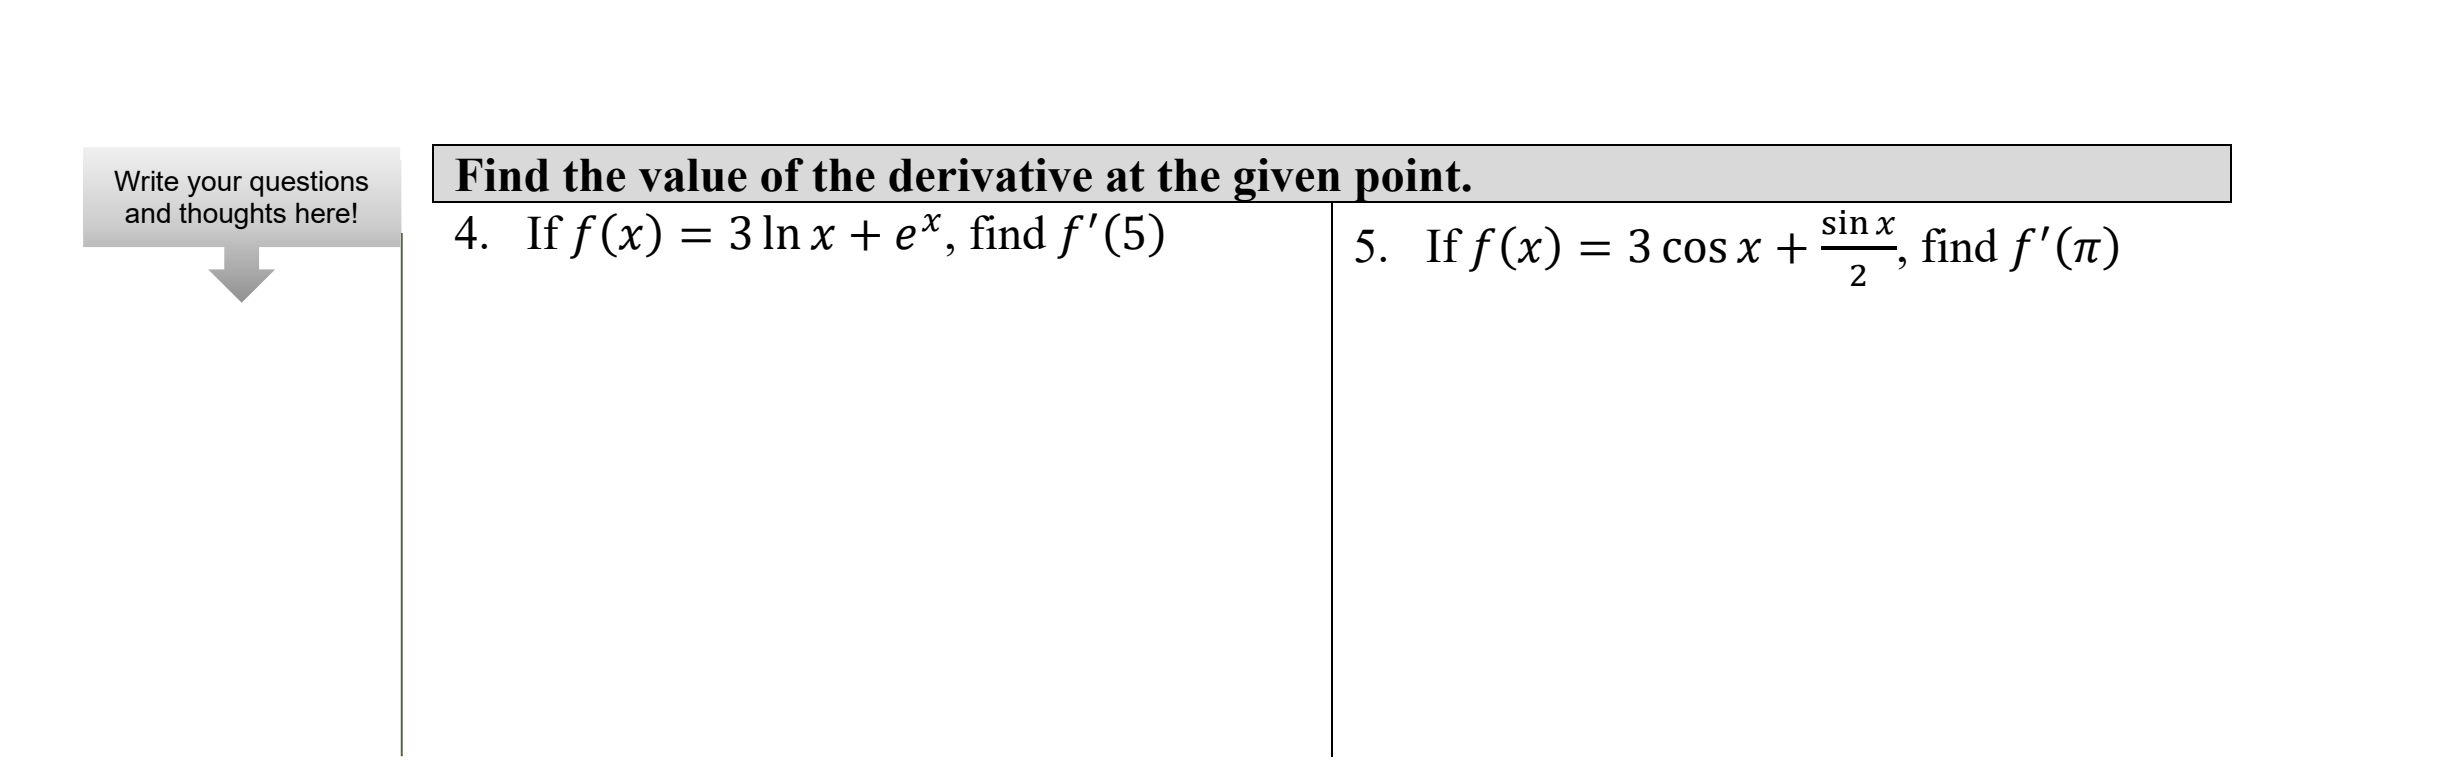 Write your questions
and thoughts here!
Find the value of the derivative at the given point.
4. If f(x) = 3 ln x + eˣ, find f′(5)
5. If f(x) = 3 cos x + sin x/2, find f′(π)